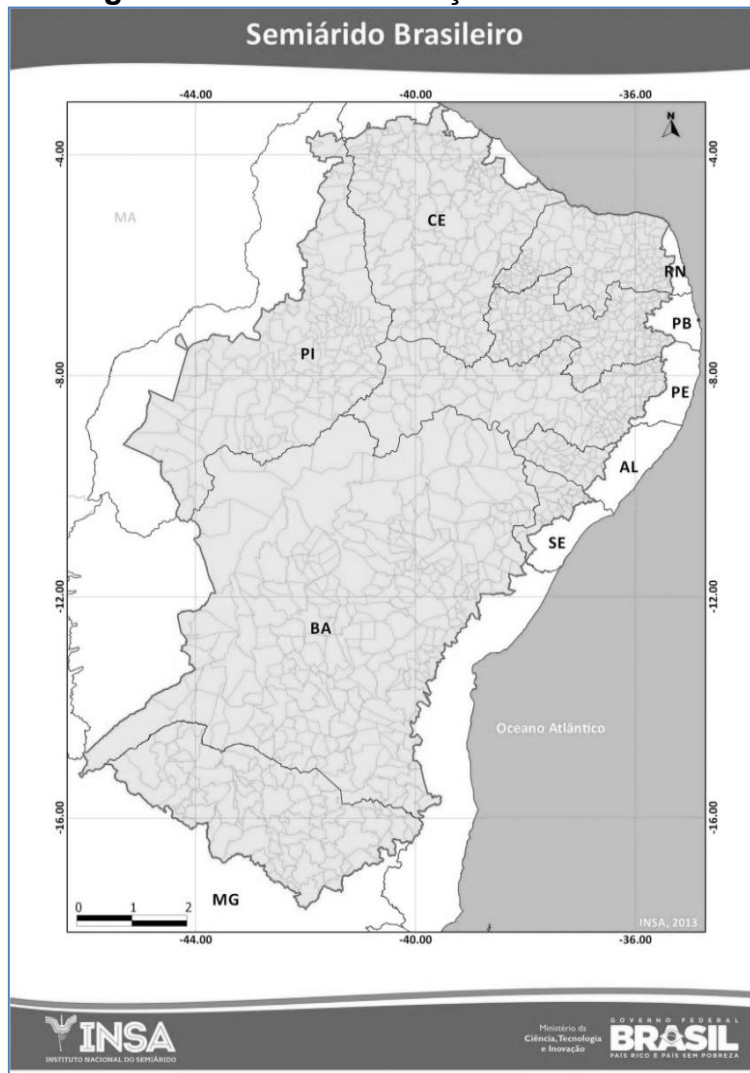 Semiárido Brasileiro
-44.00
-40.00
-36.00
N
-4.00
-4.00
MA
CE
RN
PB
PI
-8.00
-8.00
PE
AL
SE
-12.00
-12.00
BA
Oceano Atlântico
-16.00
-16.00
0 1 2
MG
INSA, 2013
-44.00
-40.00
-36.00
INSA
INSTITUTO NACIONAL DO SEMIÁRIDO
Ministério da
Ciência, Tecnologia
e Inovação
GOVERNO FEDERAL
BRASIL
PAÍS RICO É PAÍS SEM POBREZA